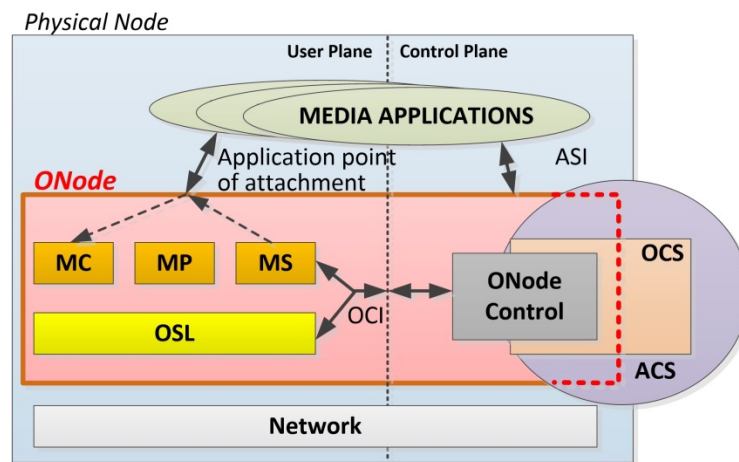 Physical Node
User Plane
Control Plane
MEDIA APPLICATIONS
Application point
of attachment
ASI
ONode
MC
MP
MS
OCS
ONode
Control
OSL
OCI
ACS
Network